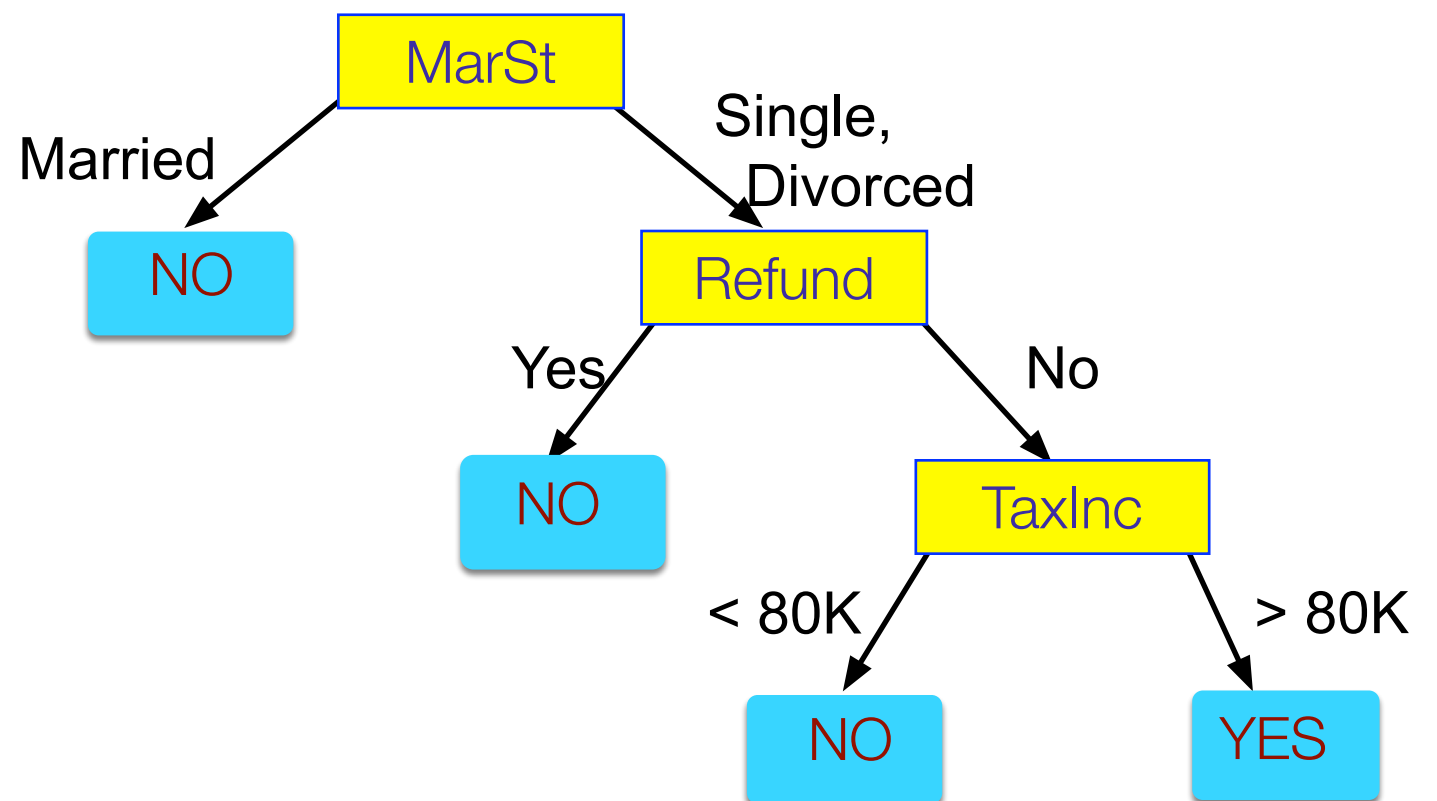 MarSt
Single,
Married
Divorced
NO
Refund
Yes
No
NO
TaxInc
< 80K
> 80K
NO
YES